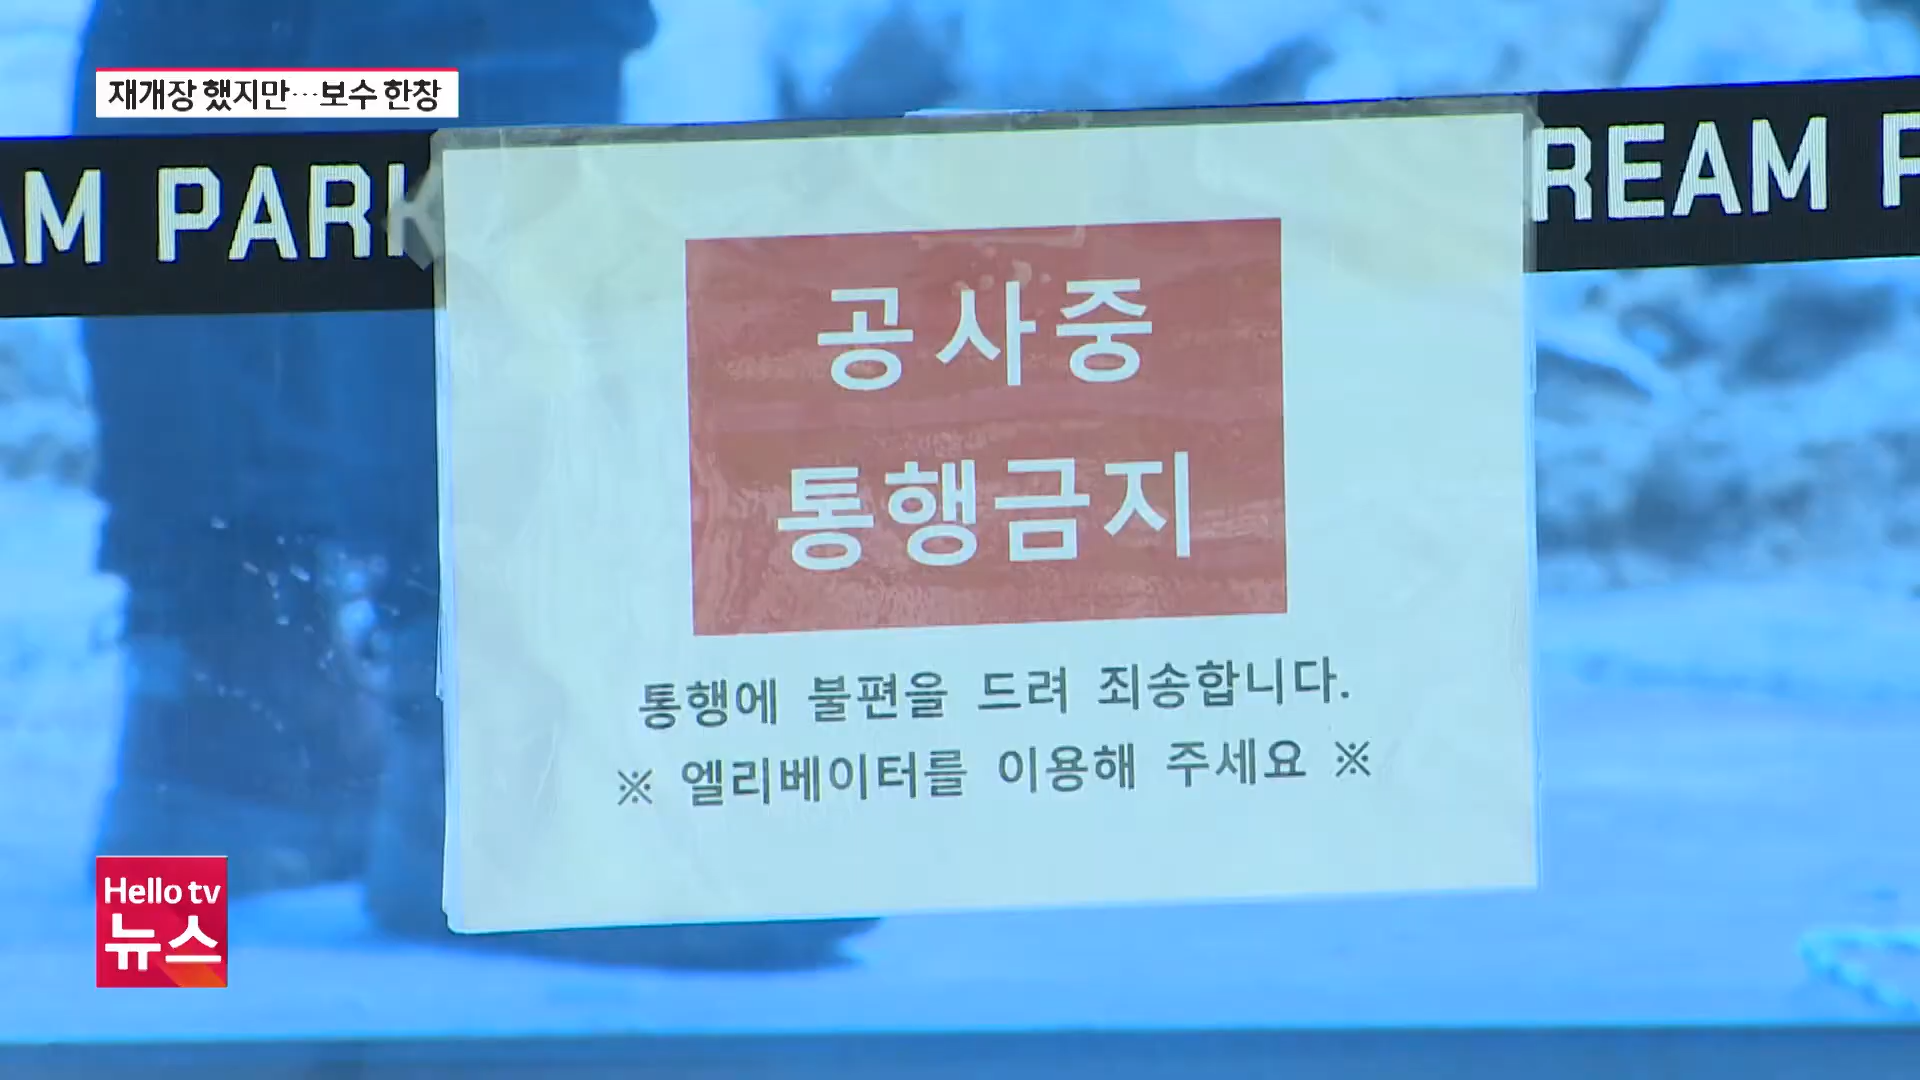 재개장 했지만…보수 한창
AM PARK
REAM P
공사중
통행금지
통행에 불편을 드려 죄송합니다.
※ 엘리베이터를 이용해 주세요 ※
Hello tv
뉴스